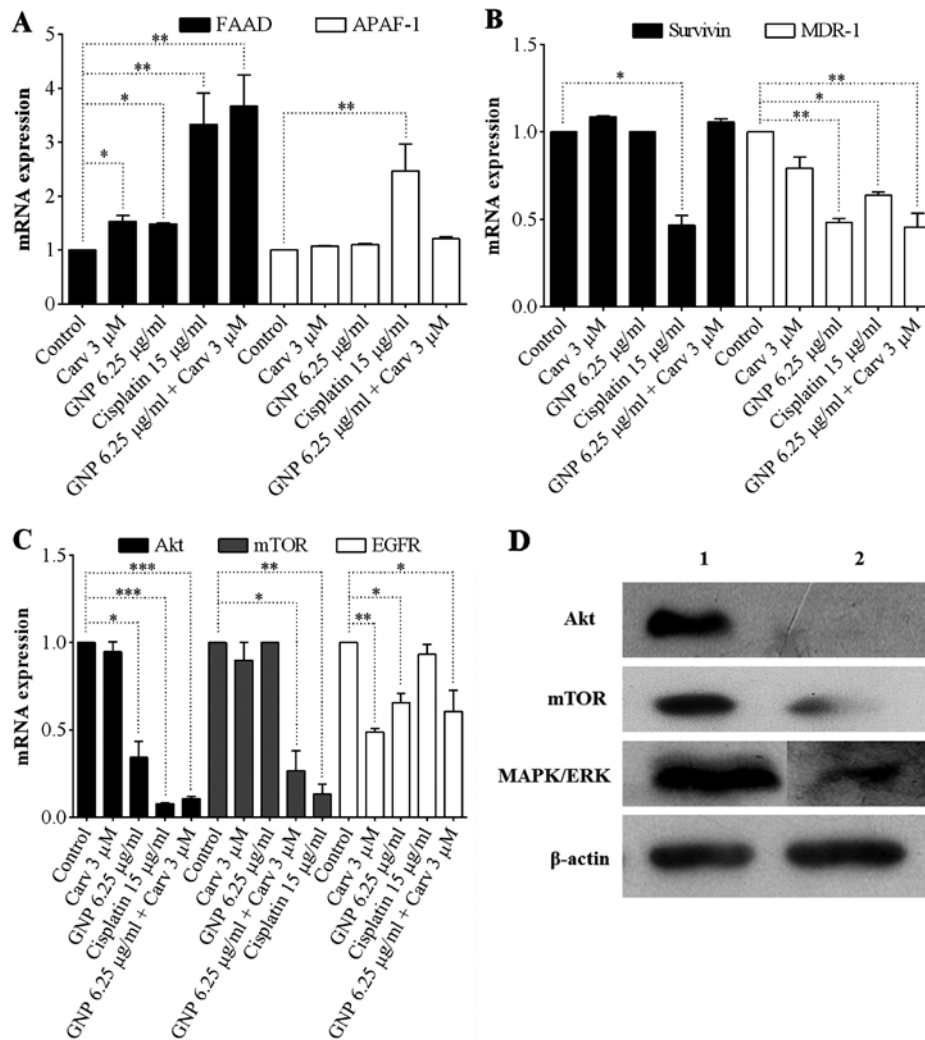 A
FAAD APAF-1
mRNA expression
5
4
3
2
1
0
** 
**
*
*
**
Control
Carv 3 µM
GNP 6.25 µg/ml
Cisplatin 15 µg/ml
GNP 6.25 µg/ml + Carv 3 µM
Control
Carv 3 µM
GNP 6.25 µg/ml
Cisplatin 15 µg/ml
GNP 6.25 µg/ml + Carv 3 µM
B
Survivin MDR-1
mRNA expression
1.5
1.0
0.5
0.0
*
**
*
**
Control
Carv 3 µM
GNP 6.25 µg/ml
Cisplatin 15 µg/ml
GNP 6.25 µg/ml + Carv 3 µM
Control
Carv 3 µM
GNP 6.25 µg/ml
Cisplatin 15 µg/ml
GNP 6.25 µg/ml + Carv 3 µM
C
Akt mTOR EGFR
mRNA expression
1.5
1.0
0.5
0.0
***
***
*
**
*
*
*
**
Control
Carv 3 µM
GNP 6.25 µg/ml
Cisplatin 15 µg/ml
GNP 6.25 µg/ml + Carv 3 µM
Control
Carv 3 µM
GNP 6.25 µg/ml
GNP 6.25 µg/ml + Carv 3 µM
Cisplatin 15 µg/ml
Control
Carv 3 µM
GNP 6.25 µg/ml
Cisplatin 15 µg/ml
GNP 6.25 µg/ml + Carv 3 µM
D
1 2
Akt
mTOR
MAPK/ERK
β-actin